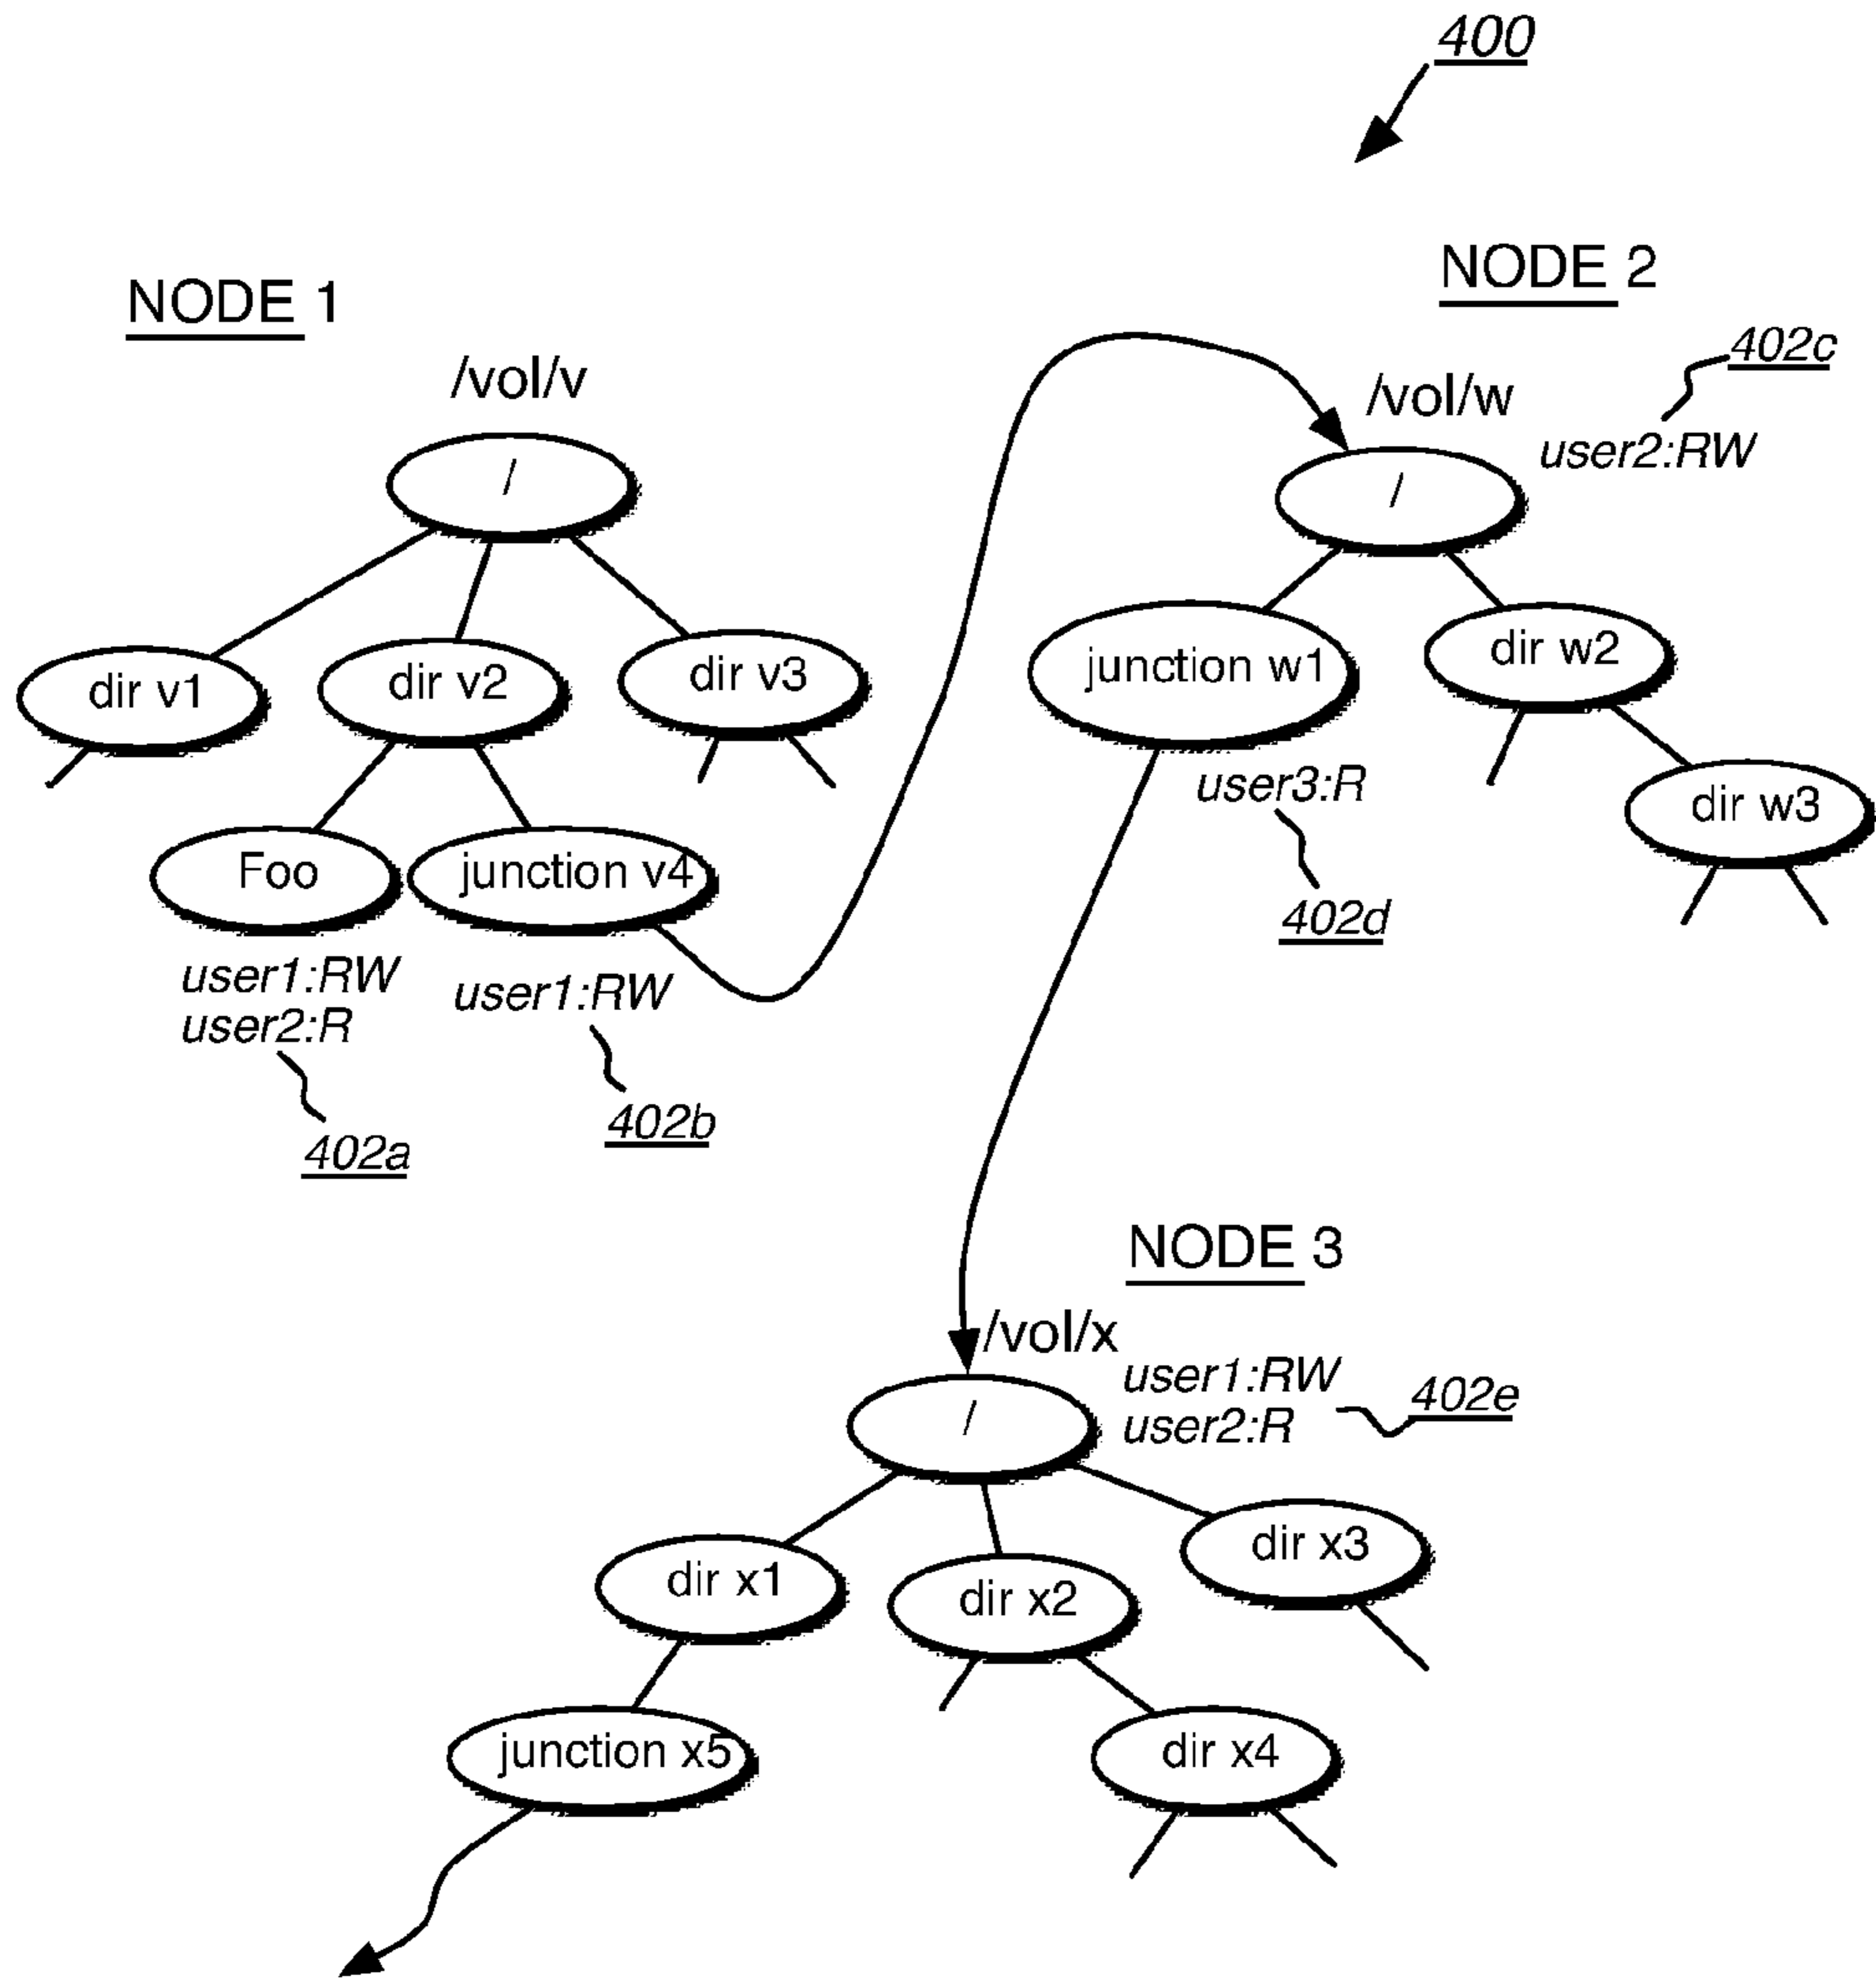 400
NODE 1
/vol/v
/
dir v1
dir v2
dir v3
Foo
junction v4
user1:RW
user2:R
402a
user1:RW
402b
NODE 2
402c
/vol/w
user2:RW
/
junction w1
dir w2
user3:R
dir w3
402d
NODE 3
/vol/x
user1:RW
user2:R
402e
/
dir x1
dir x2
dir x3
junction x5
dir x4